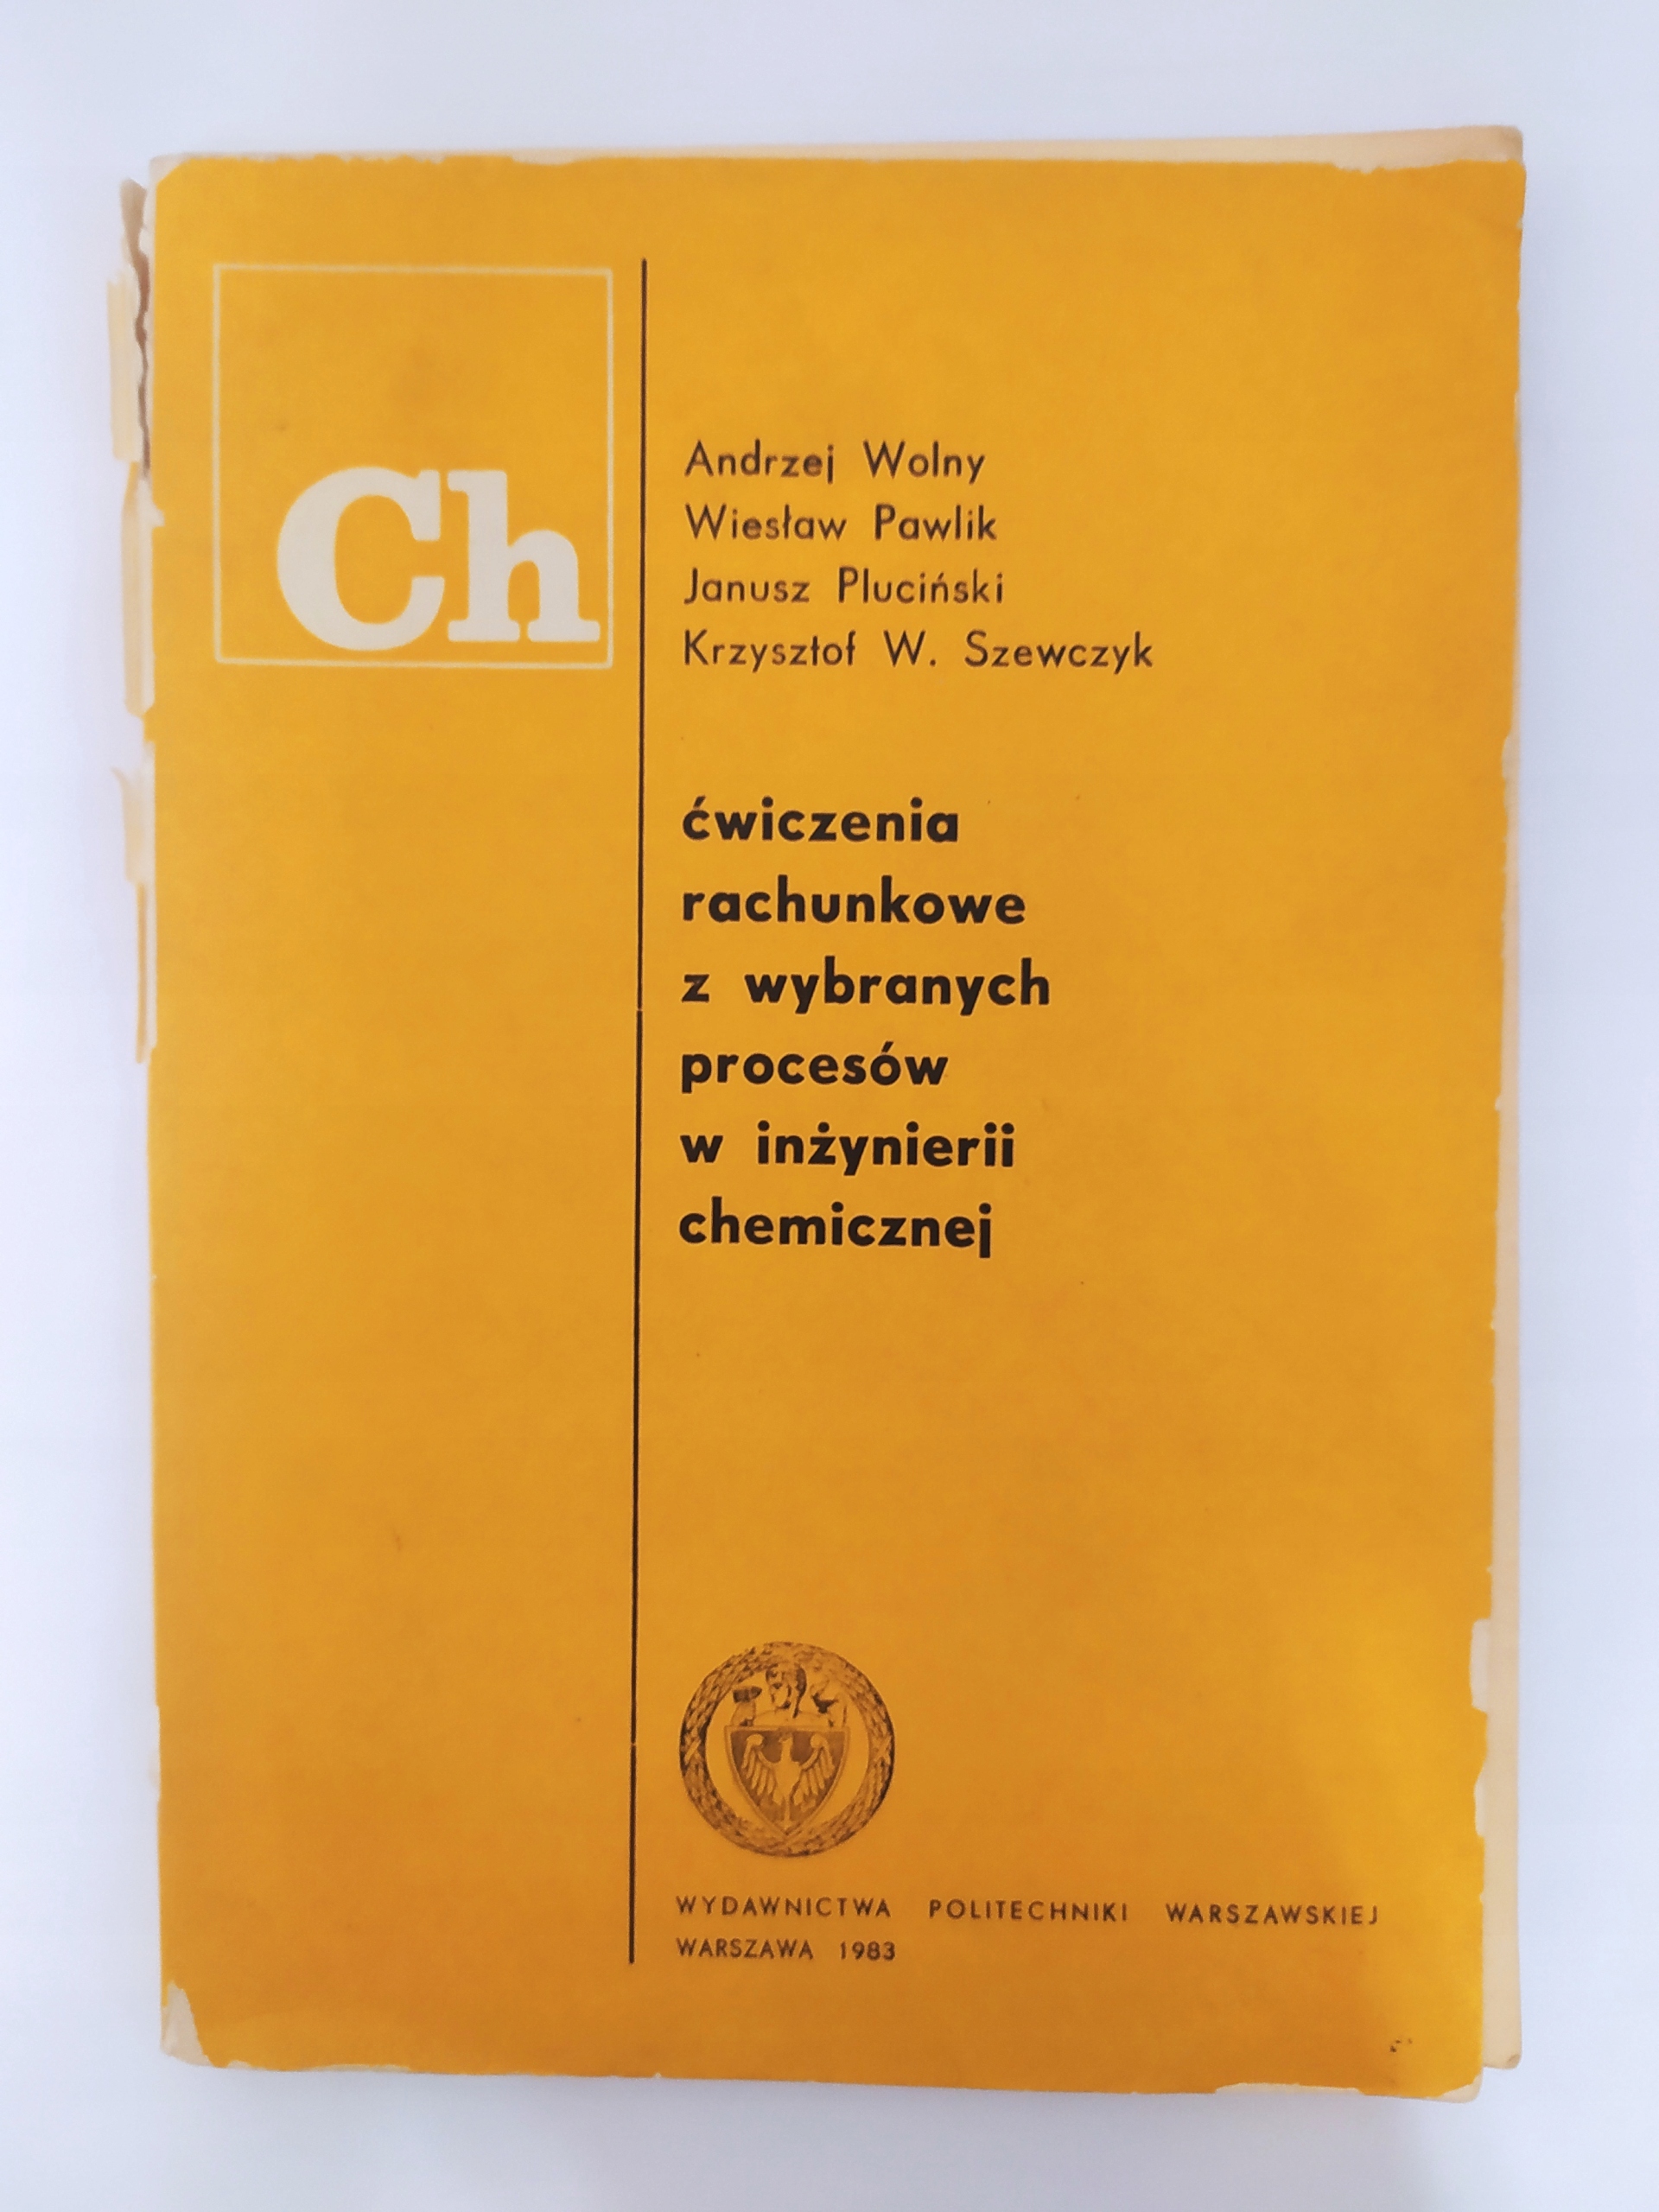 Ch
Andrzej Wolny
Wiesław Pawlik
Janusz Pluciński
Krzysztof W. Szewczyk
ćwiczenia
rachunkowe
z wybranych
procesów
w inżynierii
chemicznej
WYDAWNICTWA POLITECHNIKI WARSZAWSKIEJ
WARSZAWA 1983